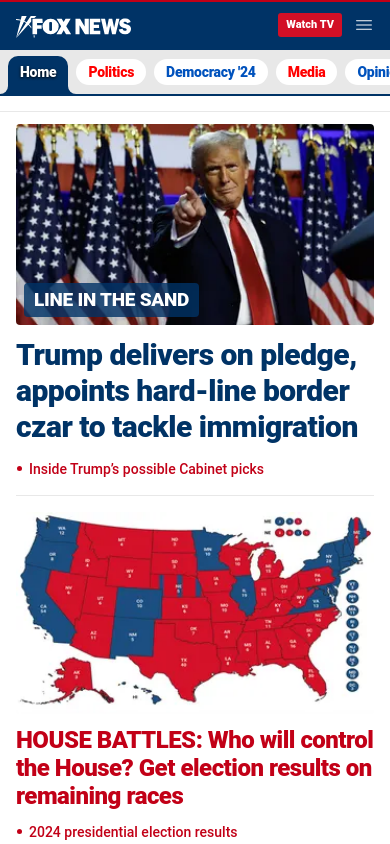 FOX NEWS
Watch TV
Home
Politics
Democracy '24
Media
Opini
LINE IN THE SAND
Trump delivers on pledge,
appoints hard-line border
czar to tackle immigration
Inside Trump's possible Cabinet picks
HOUSE BATTLES: Who will control
the House? Get election results on
remaining races
2024 presidential election results